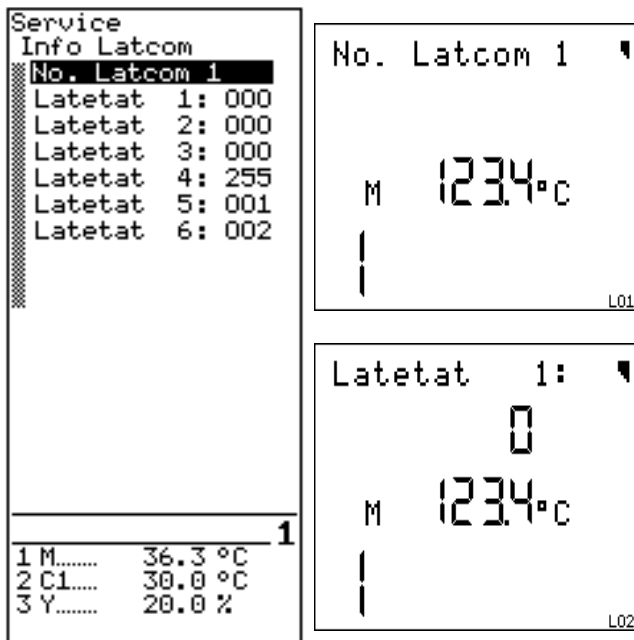 Service
Info Latcom
No. Latcom 1
Latetat 1: 000
Latetat 2: 000
Latetat 3: 000
Latetat 4: 255
Latetat 5: 001
Latetat 6: 002
1
1 M....... 36.3 °C
2 C1..... 30.0 °C
3 Y....... 20.0 %
No. Latcom 1
M 123.4°C
1
L01
Latetat 1:
0
M 123.4°C
1
L02